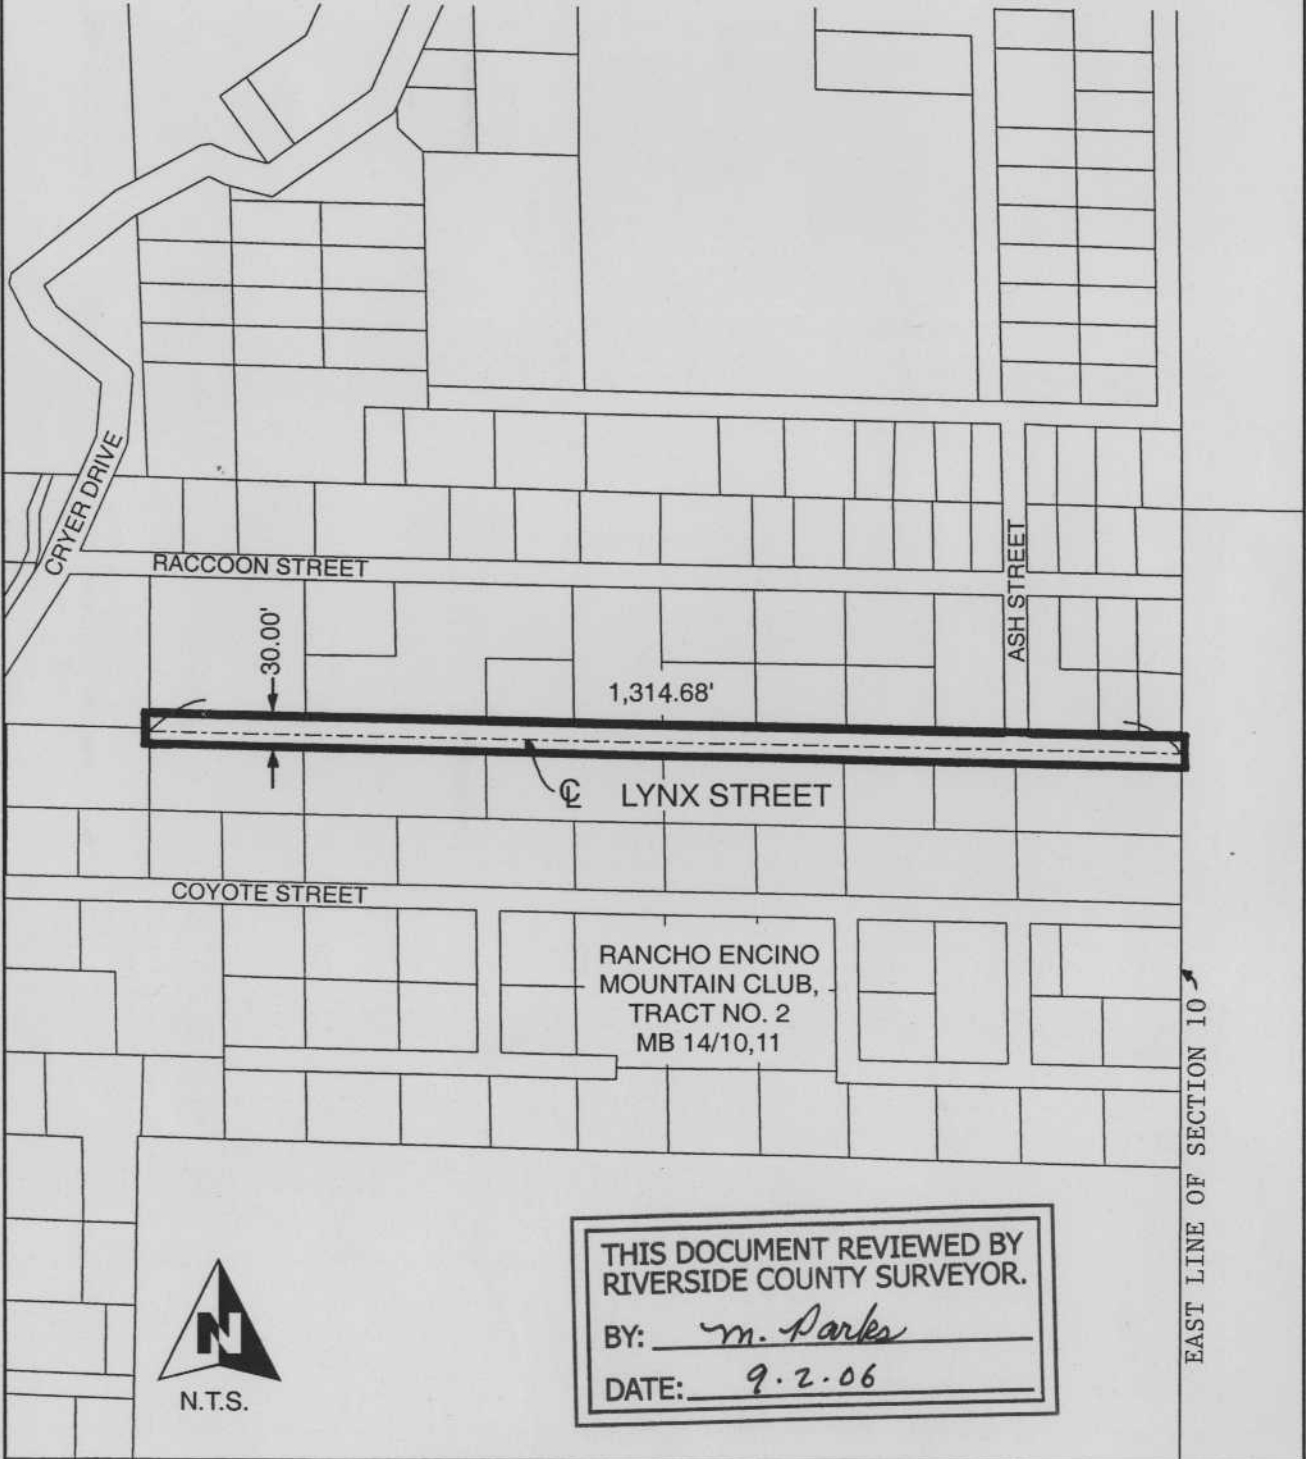 CRYER DRIVE
RACCOON STREET
ASH STREET
30.00'
1,314.68'
℄ LYNX STREET
COYOTE STREET
RANCHO ENCINO
MOUNTAIN CLUB,
TRACT NO. 2
MB 14/10,11
EAST LINE OF SECTION 10
N
N.T.S.
THIS DOCUMENT REVIEWED BY
RIVERSIDE COUNTY SURVEYOR.
BY: M. Parks
DATE: 9.2.06